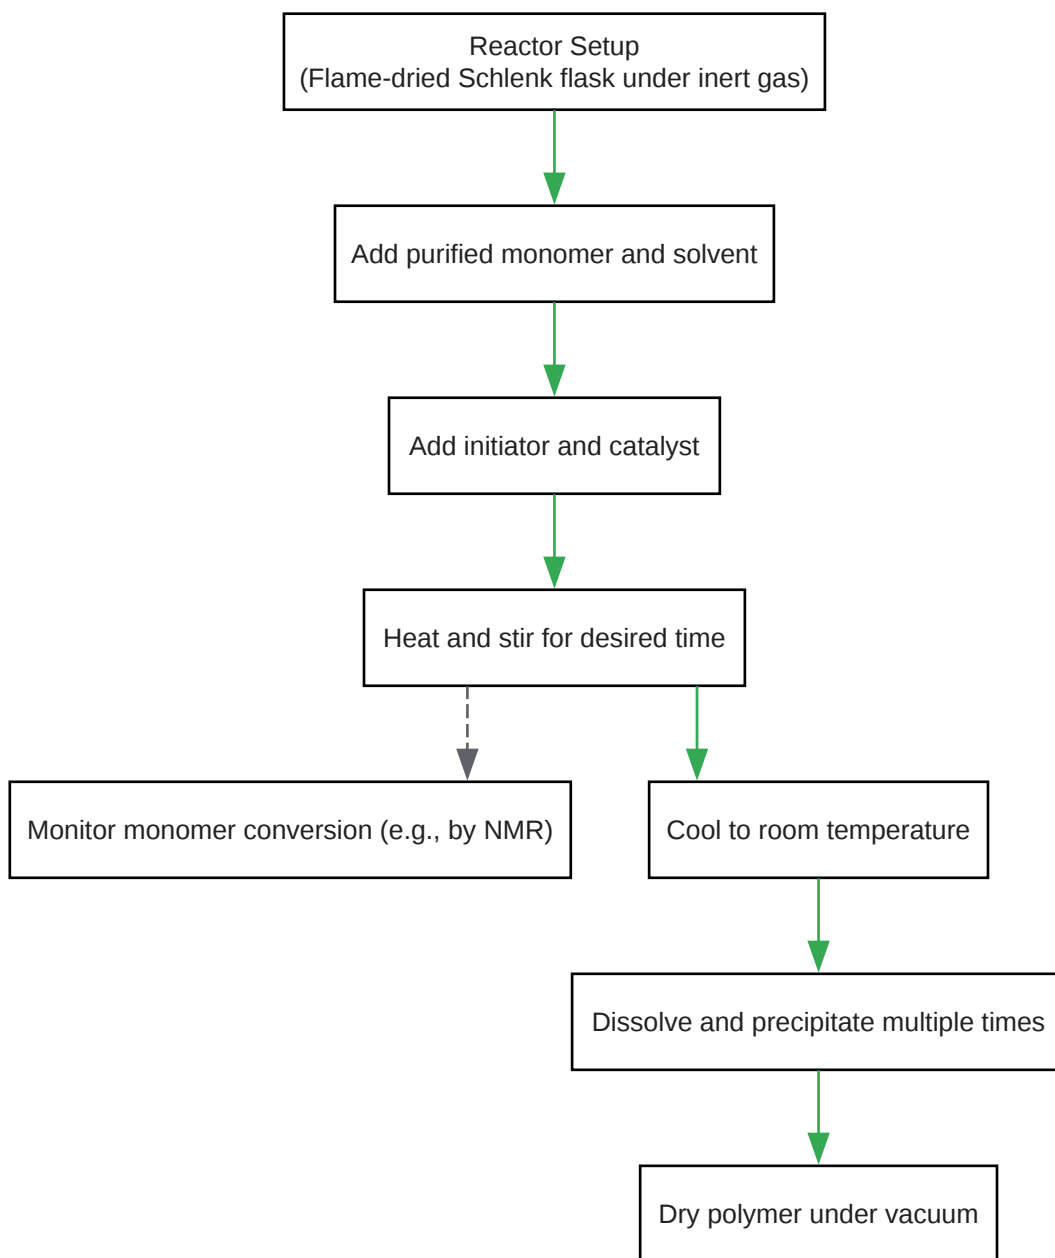 Reactor Setup
(Flame-dried Schlenk flask under inert gas)
Add purified monomer and solvent
Add initiator and catalyst
Heat and stir for desired time
Monitor monomer conversion (e.g., by NMR)
Cool to room temperature
Dissolve and precipitate multiple times
Dry polymer under vacuum